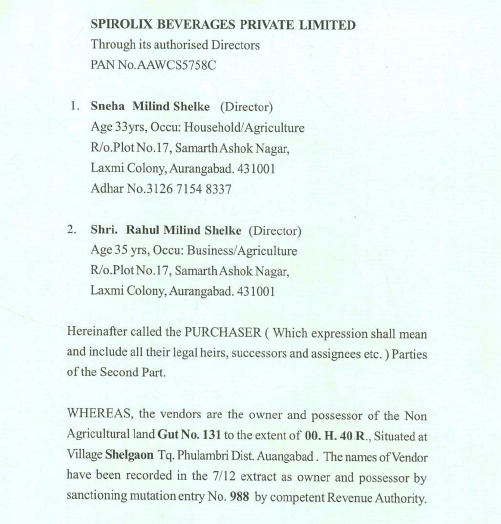 SPIROLIX BEVERAGES PRIVATE LIMITED
Through its authorised Directors
PAN No.AAWCS5758C
1. Sneha Milind Shelke (Director)
Age 33yrs, Occu: Household/Agriculture
R/o.Plot No.17, Samarth Ashok Nagar,
Laxmi Colony, Aurangabad. 431001
Adhar No.3126 7154 8337
2. Shri. Rahul Milind Shelke (Director)
Age 35 yrs, Occu: Business/Agriculture
R/o.Plot No.17, Samarth Ashok Nagar,
Laxmi Colony, Aurangabad. 431001
Hereinafter called the PURCHASER ( Which expression shall mean
and include all their legal heirs, successors and assignees etc. ) Parties
of the Second Part.
WHEREAS, the vendors are the owner and possessor of the Non
Agricultural land Gut No. 131 to the extent of 00. H. 40 R., Situated at
Village Shelgaon Tq. Phulambri Dist. Auangabad . The names of Vendor
have been recorded in the 7/12 extract as owner and possessor by
sanctioning mutation entry No. 988 by competent Revenue Authority.